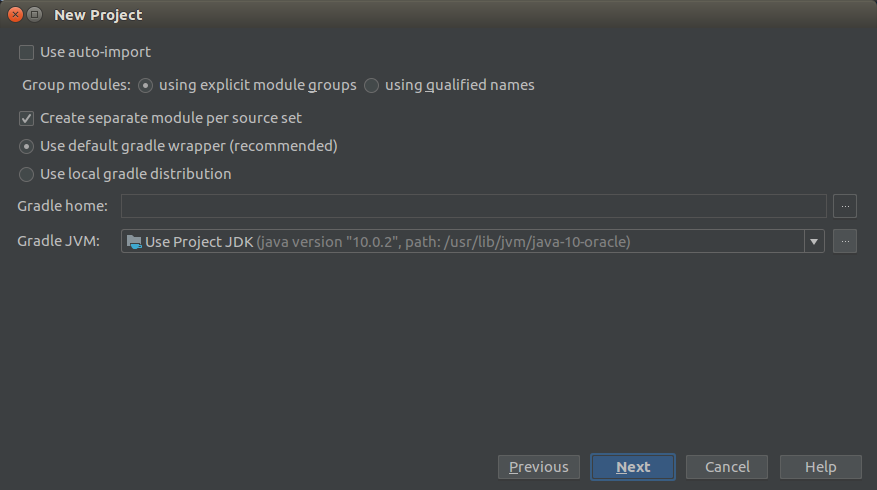 New Project
Use auto-import
Group modules: using explicit module groups using qualified names
Create separate module per source set
Use default gradle wrapper (recommended)
Use local gradle distribution
Gradle home: ...
Gradle JVM: Use Project JDK (java version "10.0.2", path: /usr/lib/jvm/java-10-oracle) ...
Previous Next Cancel Help